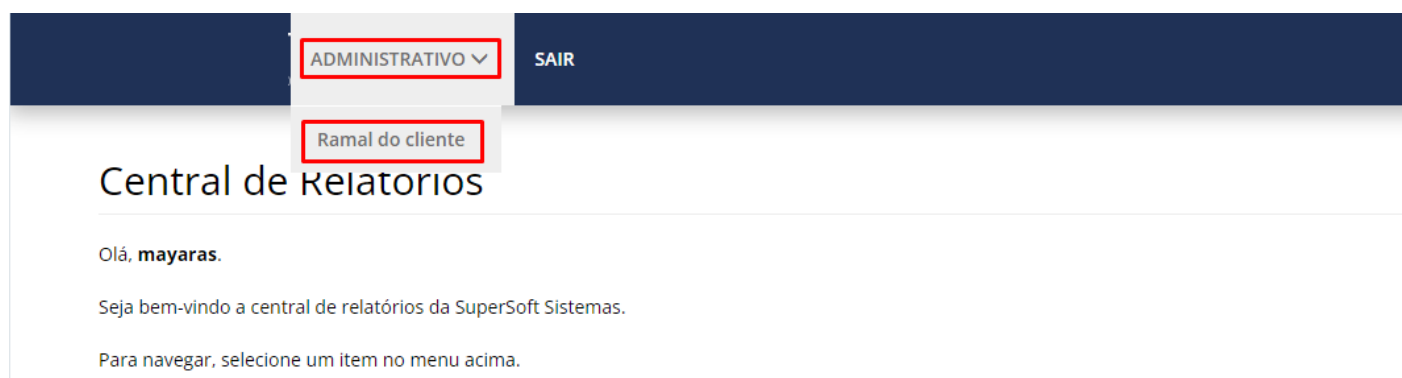 ADMINISTRATIVO SAIR
Ramal do cliente
Central de Relatórios
Olá, mayaras.
Seja bem-vindo a central de relatórios da SuperSoft Sistemas.
Para navegar, selecione um item no menu acima.